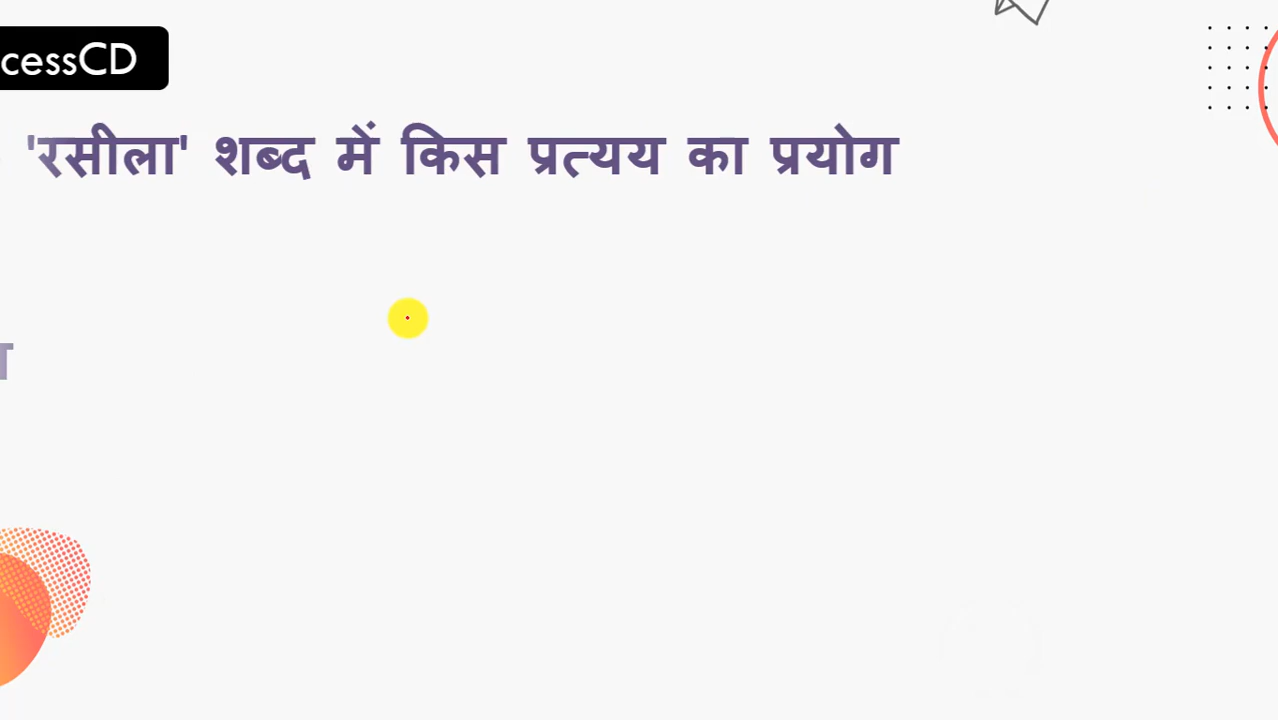 cessCD
'रसीला' शब्द में किस प्रत्यय का प्रयोग